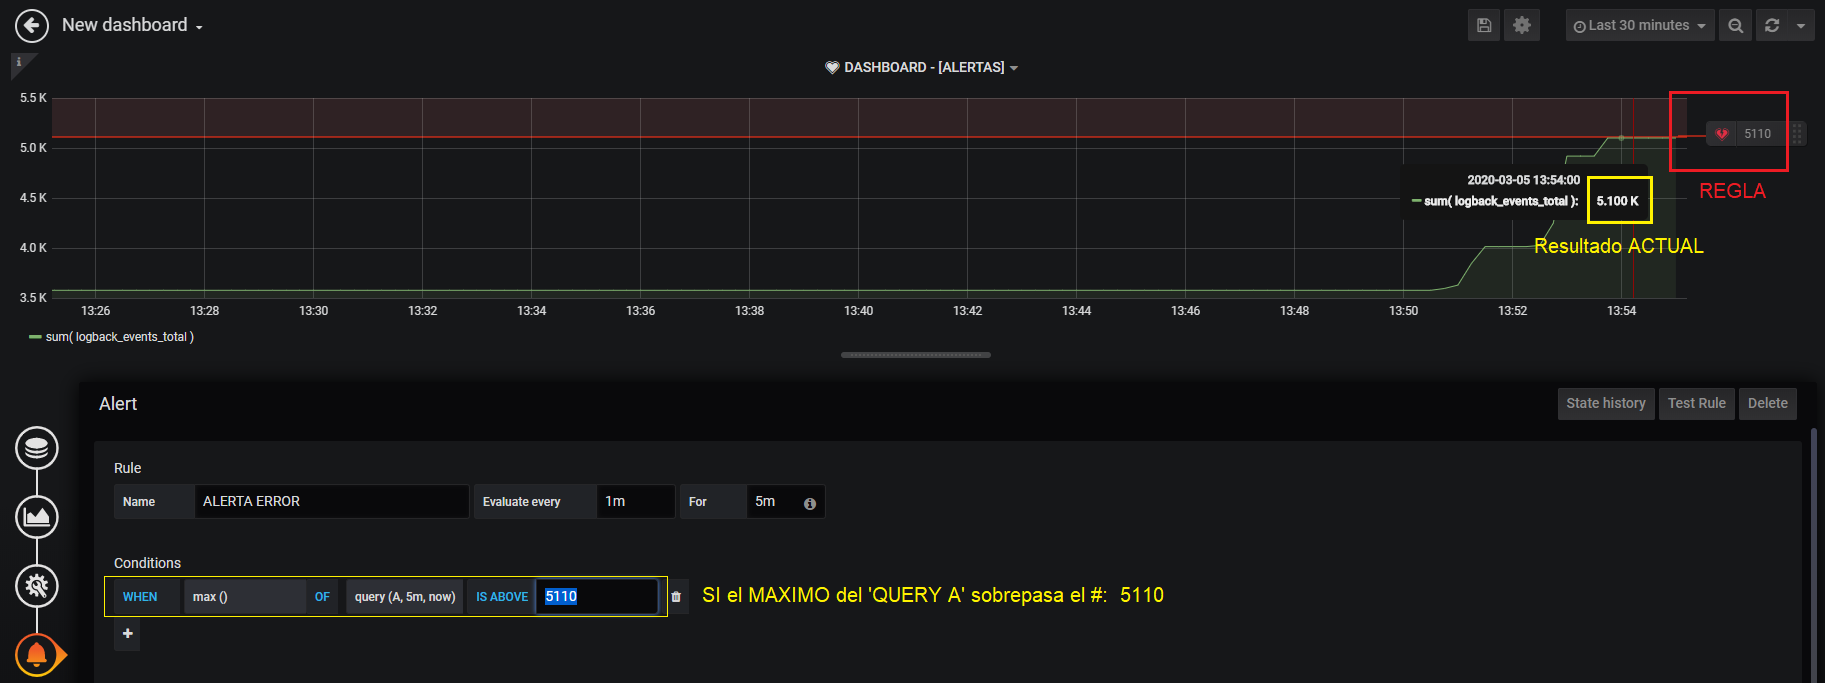 New dashboard
Last 30 minutes
i
DASHBOARD - [ALERTAS]
5.5 K
5.0 K
4.5 K
4.0 K
3.5 K
5110
REGLA
2020-03-05 13:54:00
sum( logback_events_total ): 5.100 K
Resultado ACTUAL
13:26 13:28 13:30 13:32 13:34 13:36 13:38 13:40 13:42 13:44 13:46 13:48 13:50 13:52 13:54
sum( logback_events_total )
Alert
State history Test Rule Delete
Rule
Name ALERTA ERROR Evaluate every 1m For 5m
Conditions
WHEN max () OF query (A, 5m, now) IS ABOVE 5110 SI el MAXIMO del 'QUERY A' sobrepasa el #: 5110
+